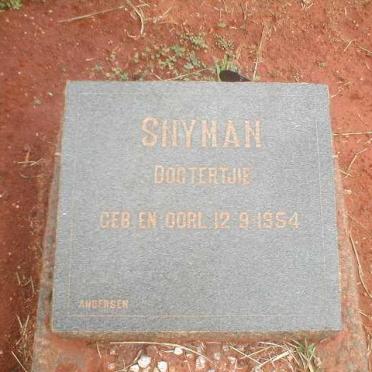 SNYMAN
DOGTERTJIE
GEB EN OORL 12 9 1954
ANDERSEN